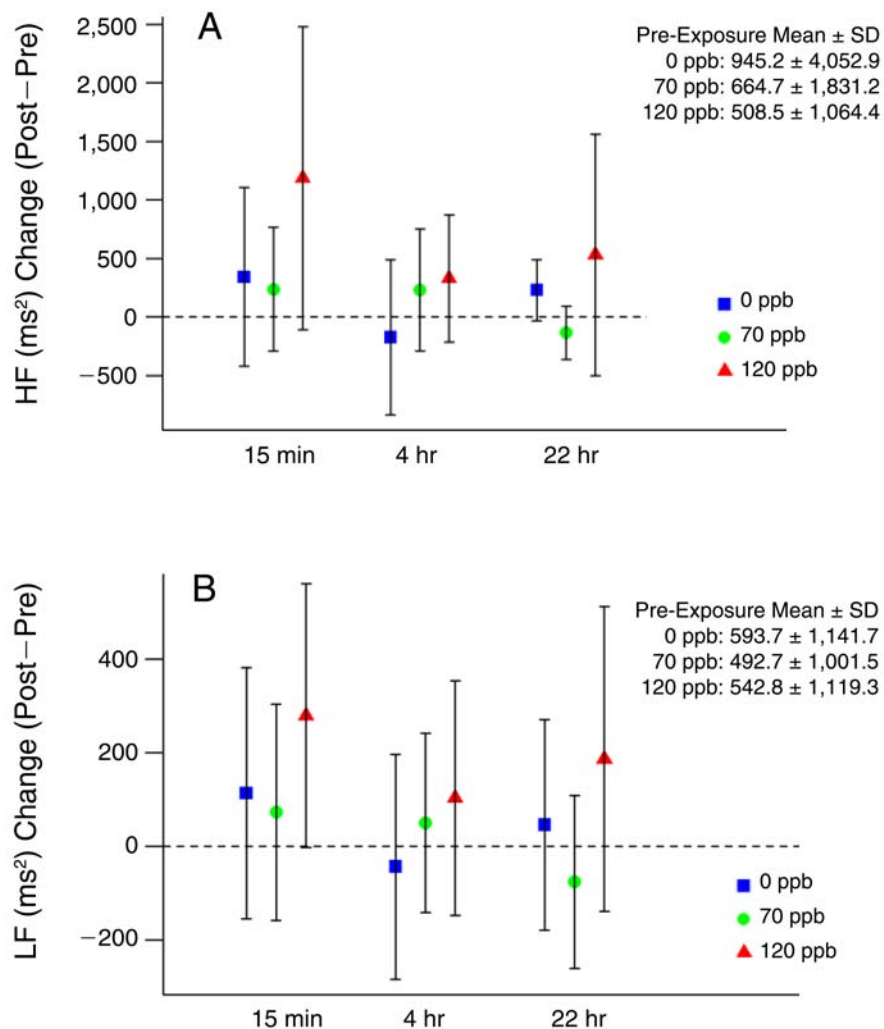 A
Pre-Exposure Mean ± SD
0 ppb: 945.2 ± 4,052.9
70 ppb: 664.7 ± 1,831.2
120 ppb: 508.5 ± 1,064.4
HF (ms²) Change (Post−Pre)
2,500
2,000
1,500
1,000
500
0
−500
0 ppb
70 ppb
120 ppb
15 min
4 hr
22 hr
B
Pre-Exposure Mean ± SD
0 ppb: 593.7 ± 1,141.7
70 ppb: 492.7 ± 1,001.5
120 ppb: 542.8 ± 1,119.3
LF (ms²) Change (Post−Pre)
400
200
0
−200
0 ppb
70 ppb
120 ppb
15 min
4 hr
22 hr